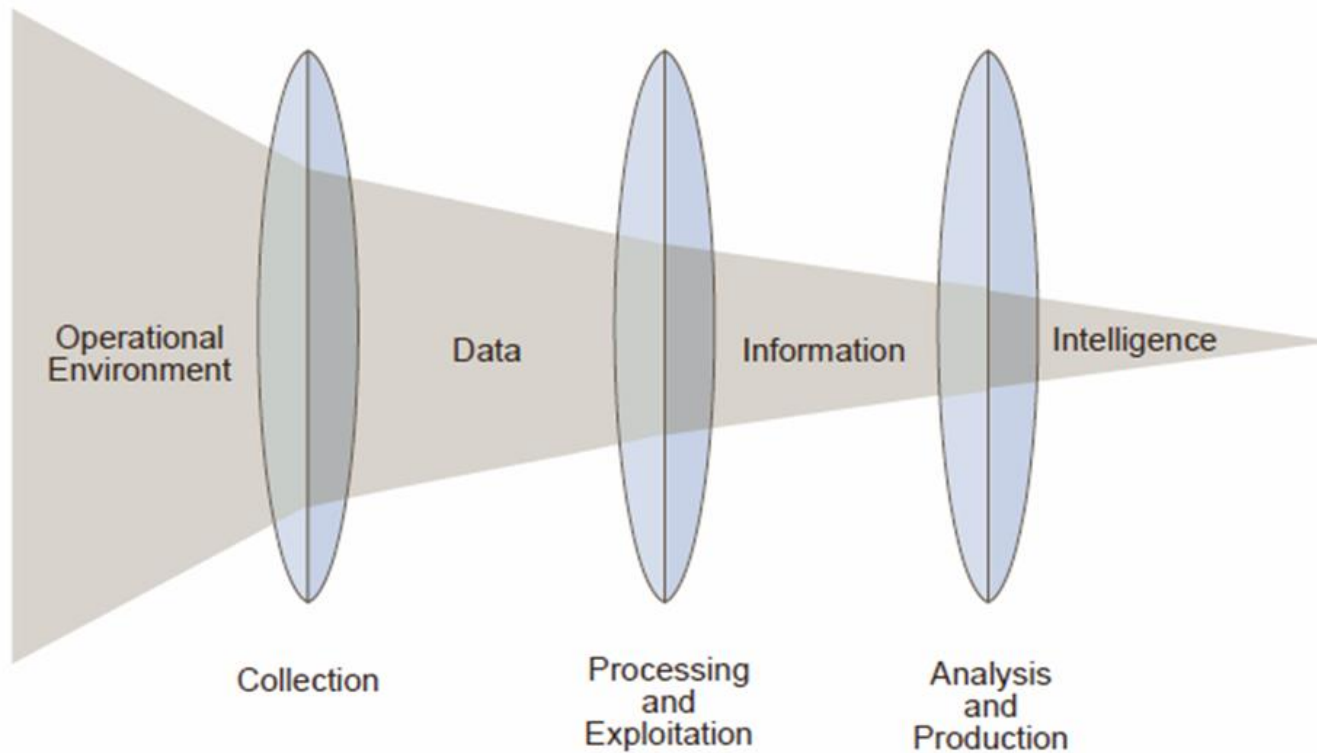 Operational
Environment
Data
Information
Intelligence
Collection
Processing
and
Exploitation
Analysis
and
Production